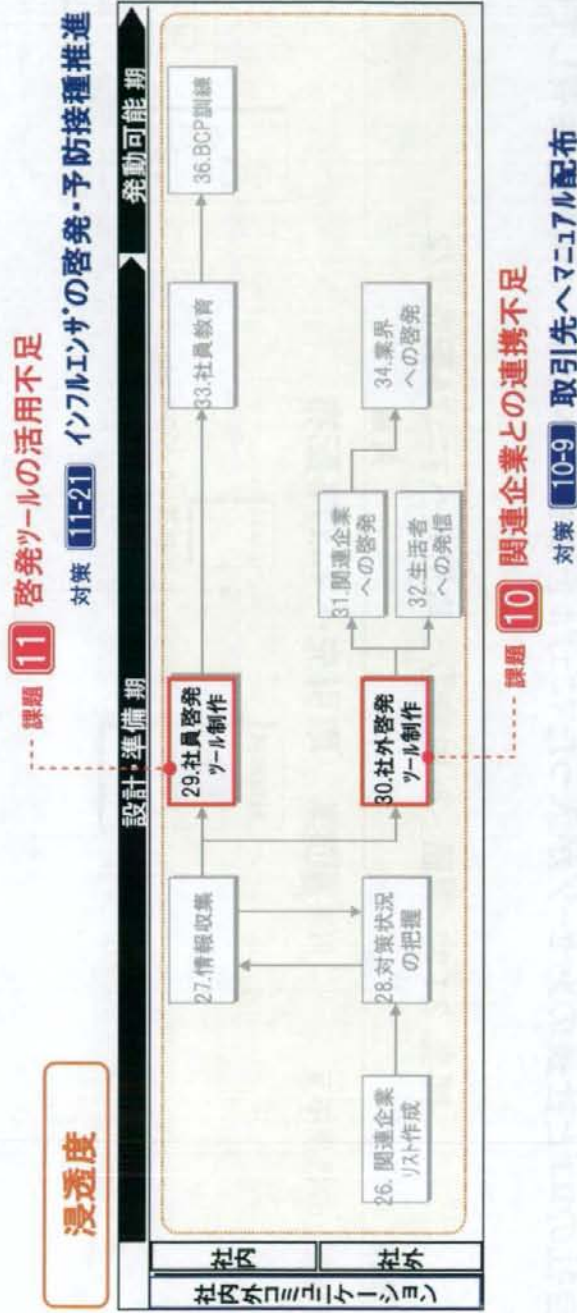 浸透度
課題 11 啓発ツールの活用不足
対策 11-21 インフルエンザの啓発・予防接種推進
設計・準備 期
発動可能 期
社内外コミュニケーション
社内
社外
26. 関連企業
リスト作成
27.情報収集
28.対策状況
の把握
29.社員啓発
ツール制作
30.社外啓発
ツール制作
31.関連企業
への啓発
32.生活者
への発信
33.社員教育
34.業界
への啓発
36.BCP訓練
課題 10 関連企業との連携不足
対策 10-9 取引先へマニュアル配布